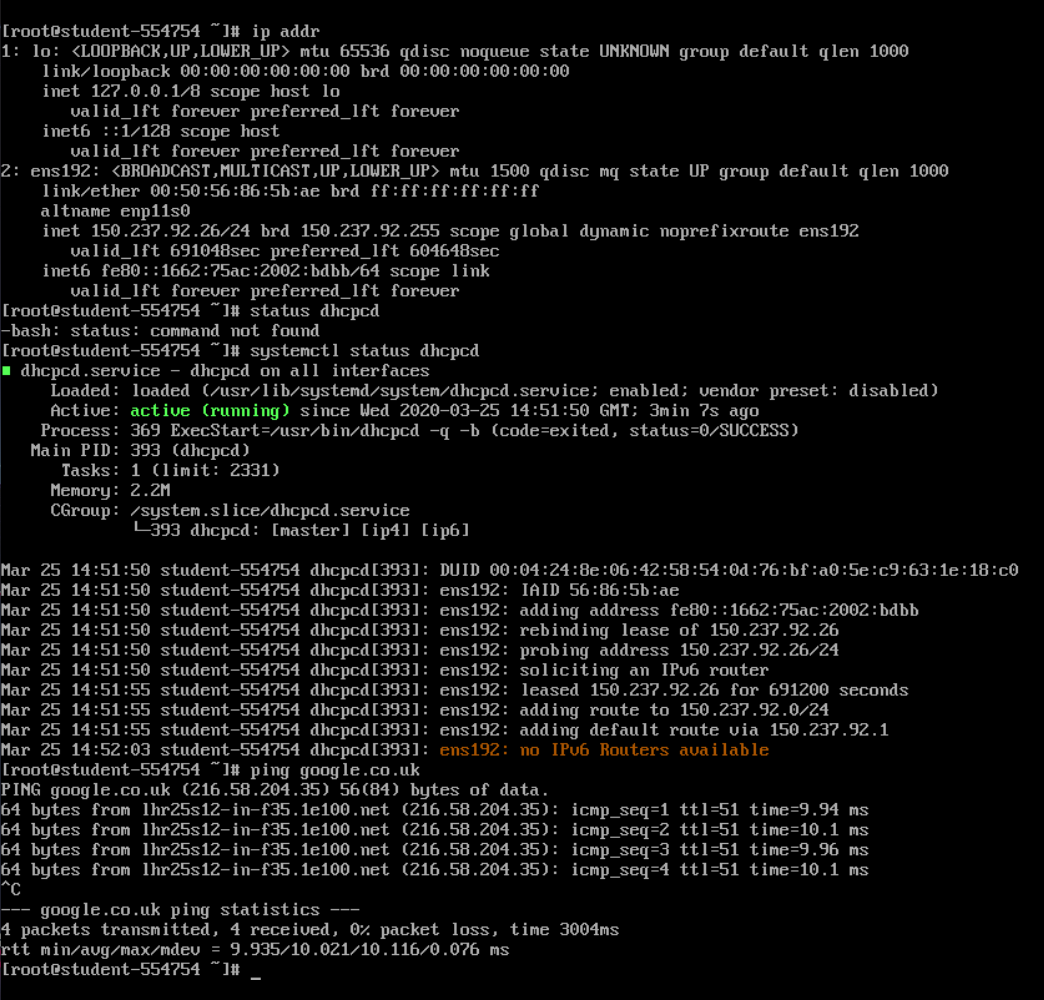 [root@student-554754 ~]# ip addr
1: lo: <LOOPBACK,UP,LOWER_UP> mtu 65536 qdisc noqueue state UNKNOWN group default qlen 1000
    link/loopback 00:00:00:00:00:00 brd 00:00:00:00:00:00
    inet 127.0.0.1/8 scope host lo
       valid_lft forever preferred_lft forever
    inet6 ::1/128 scope host
       valid_lft forever preferred_lft forever
2: ens192: <BROADCAST,MULTICAST,UP,LOWER_UP> mtu 1500 qdisc mq state UP group default qlen 1000
    link/ether 00:50:56:86:5b:ae brd ff:ff:ff:ff:ff:ff
    altname enp11s0
    inet 150.237.92.26/24 brd 150.237.92.255 scope global dynamic noprefixroute ens192
       valid_lft 691048sec preferred_lft 604648sec
    inet6 fe80::1662:75ac:2002:bdbb/64 scope link
       valid_lft forever preferred_lft forever
[root@student-554754 ~]# status dhcpcd
-bash: status: command not found
[root@student-554754 ~]# systemctl status dhcpcd
■ dhcpcd.service - dhcpcd on all interfaces
     Loaded: loaded (/usr/lib/systemd/system/dhcpcd.service; enabled; vendor preset: disabled)
     Active: active (running) since Wed 2020-03-25 14:51:50 GMT; 3min 7s ago
    Process: 369 ExecStart=/usr/bin/dhcpcd -q -b (code=exited, status=0/SUCCESS)
   Main PID: 393 (dhcpcd)
      Tasks: 1 (limit: 2331)
     Memory: 2.2M
     CGroup: /system.slice/dhcpcd.service
             └─393 dhcpcd: [master] [ip4] [ip6]
Mar 25 14:51:50 student-554754 dhcpcd[393]: DUID 00:04:24:8e:06:42:58:54:0d:76:bf:a0:5e:c9:63:1e:18:c0
Mar 25 14:51:50 student-554754 dhcpcd[393]: ens192: IAID 56:86:5b:ae
Mar 25 14:51:50 student-554754 dhcpcd[393]: ens192: adding address fe80::1662:75ac:2002:bdbb
Mar 25 14:51:50 student-554754 dhcpcd[393]: ens192: rebinding lease of 150.237.92.26
Mar 25 14:51:50 student-554754 dhcpcd[393]: ens192: probing address 150.237.92.26/24
Mar 25 14:51:50 student-554754 dhcpcd[393]: ens192: soliciting an IPv6 router
Mar 25 14:51:55 student-554754 dhcpcd[393]: ens192: leased 150.237.92.26 for 691200 seconds
Mar 25 14:51:55 student-554754 dhcpcd[393]: ens192: adding route to 150.237.92.0/24
Mar 25 14:51:55 student-554754 dhcpcd[393]: ens192: adding default route via 150.237.92.1
Mar 25 14:52:03 student-554754 dhcpcd[393]: ens192: no IPv6 Routers available
[root@student-554754 ~]# ping google.co.uk
PING google.co.uk (216.58.204.35) 56(84) bytes of data.
64 bytes from lhr25s12-in-f35.1e100.net (216.58.204.35): icmp_seq=1 ttl=51 time=9.94 ms
64 bytes from lhr25s12-in-f35.1e100.net (216.58.204.35): icmp_seq=2 ttl=51 time=10.1 ms
64 bytes from lhr25s12-in-f35.1e100.net (216.58.204.35): icmp_seq=3 ttl=51 time=9.96 ms
64 bytes from lhr25s12-in-f35.1e100.net (216.58.204.35): icmp_seq=4 ttl=51 time=10.1 ms
^C
--- google.co.uk ping statistics ---
4 packets transmitted, 4 received, 0% packet loss, time 3004ms
rtt min/avg/max/mdev = 9.935/10.021/10.116/0.076 ms
[root@student-554754 ~]# _